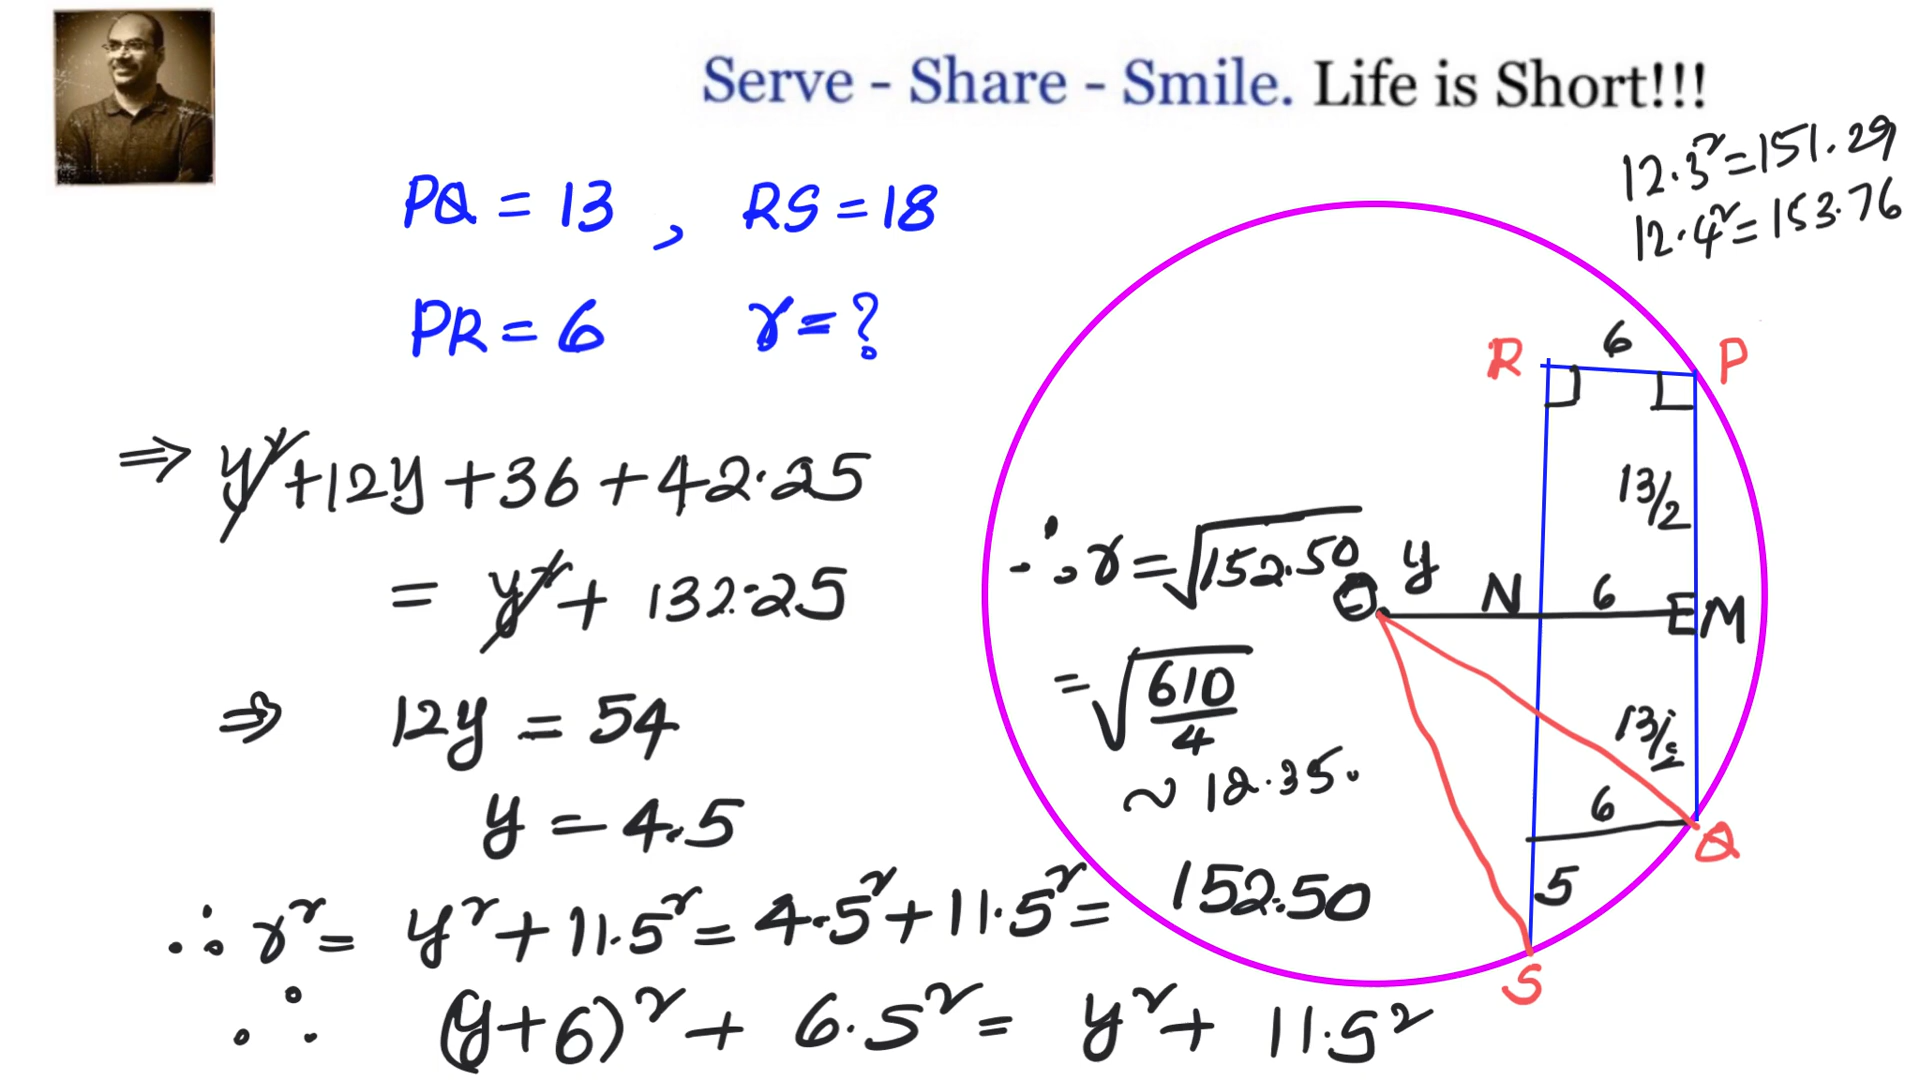 Serve - Share - Smile. Life is Short!!!
12.3²=151.29
12.4²=153.76
PQ = 13 , RS = 18
PR = 6 r = ?
⇒ y²+12y+36+42.25
= y²+ 132.25
⇒ 12y = 54
y = 4.5
∴ r² = y²+11.5² = 4.5²+11.5² = 152.50
∴ (y+6)² + 6.5² = y²+ 11.5²
∴ r = √152.50
= √610/4
~ 12.35.
R 6 P
13/2
O y N 6 M
13/2
6
Q
5
S